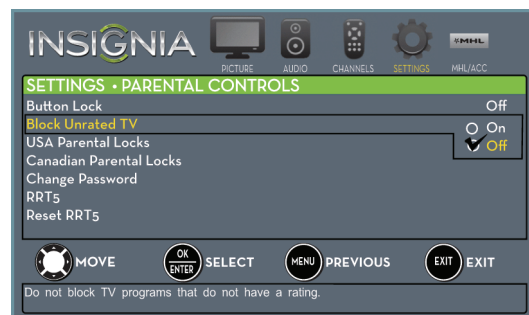 INSIGNIA
PICTURE AUDIO CHANNELS SETTINGS MHL MHL/ACC
SETTINGS • PARENTAL CONTROLS
Button Lock Off
Block Unrated TV On
USA Parental Locks Off
Canadian Parental Locks
Change Password
RRT5
Reset RRT5
MOVE OK ENTER SELECT MENU PREVIOUS EXIT EXIT
Do not block TV programs that do not have a rating.